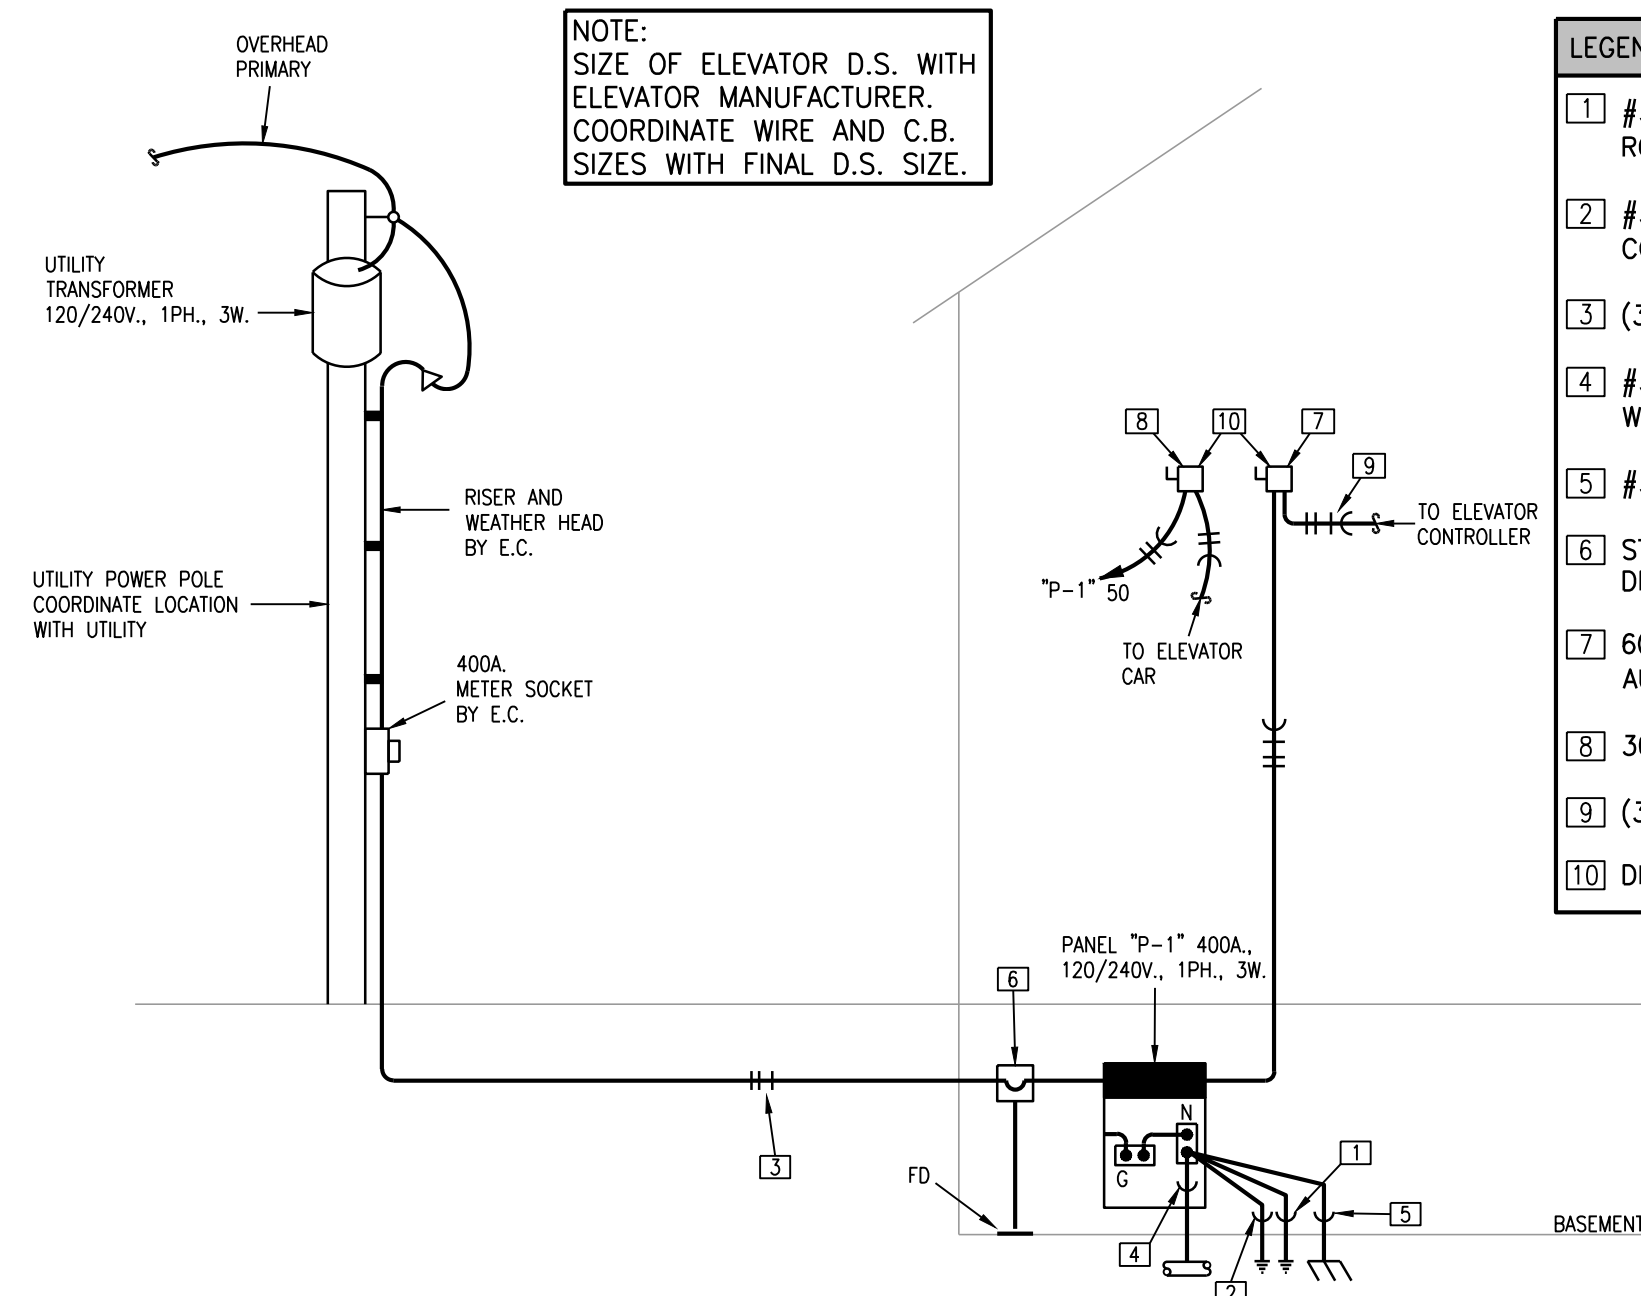 OVERHEAD
PRIMARY
NOTE:
SIZE OF ELEVATOR D.S. WITH
ELEVATOR MANUFACTURER.
COORDINATE WIRE AND C.B.
SIZES WITH FINAL D.S. SIZE.
UTILITY
TRANSFORMER
120/240V., 1PH., 3W.
RISER AND
WEATHER HEAD
BY E.C.
UTILITY POWER POLE
COORDINATE LOCATION
WITH UTILITY
400A.
METER SOCKET
BY E.C.
8
10
7
9
TO ELEVATOR
CONTROLLER
"P-1" 50
TO ELEVATOR
CAR
PANEL "P-1" 400A.,
120/240V., 1PH., 3W.
6
3
FD
N
G
4
2
1
5
BASEMENT
1
2
3 (3
4
5
6
7
8
9 (3
10